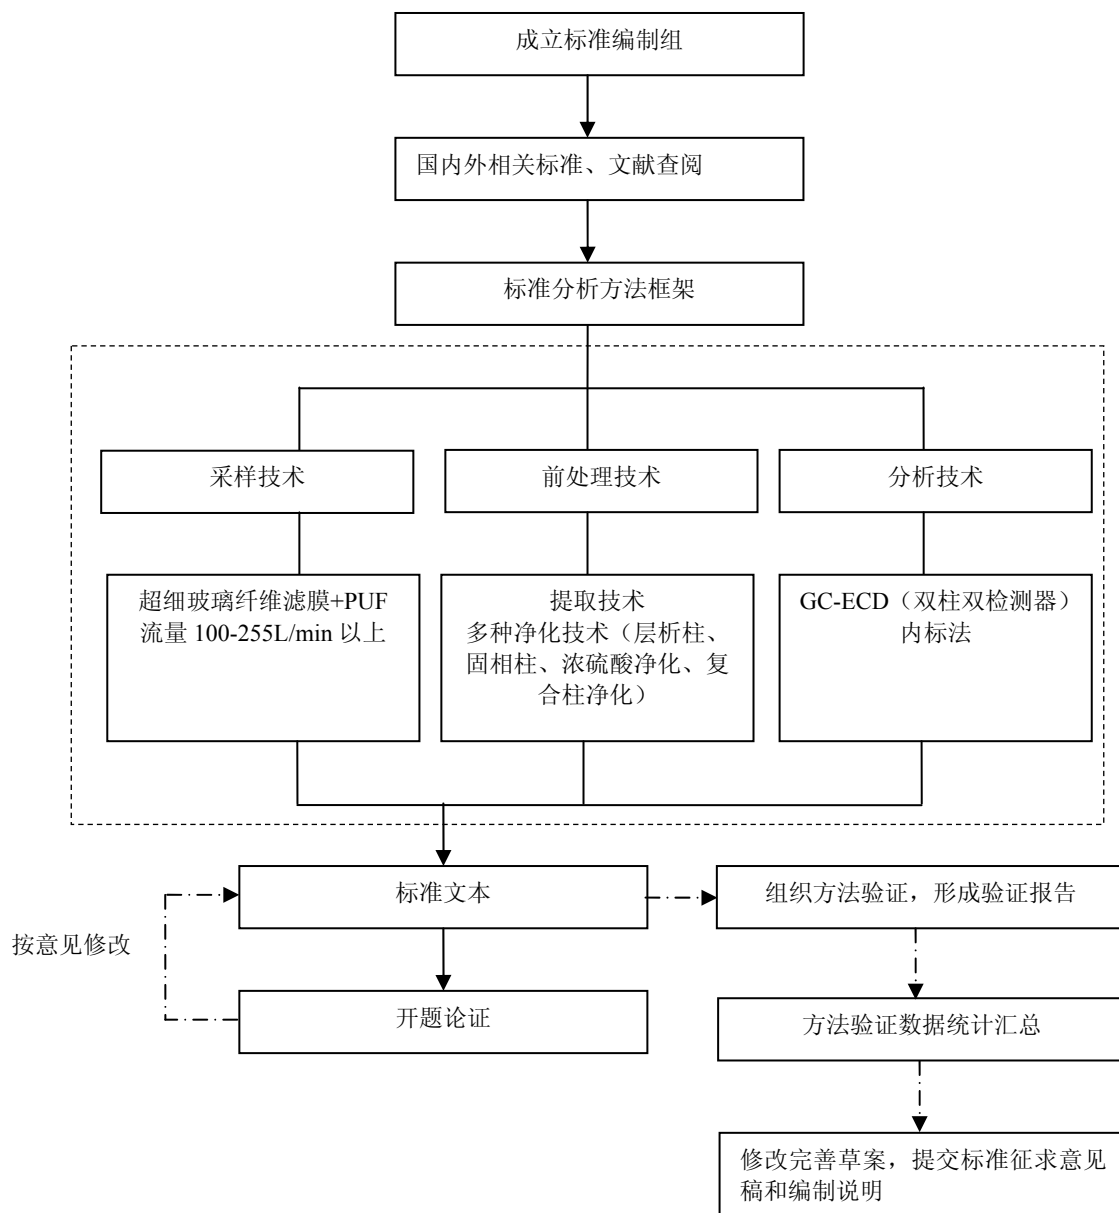 成立标准编制组
国内外相关标准、文献查阅
标准分析方法框架
采样技术
前处理技术
分析技术
超细玻璃纤维滤膜+PUF
流量 100-255L/min 以上
提取技术
多种净化技术（层析柱、
固相柱、浓硫酸净化、复
合柱净化）
GC-ECD（双柱双检测器）
内标法
标准文本
组织方法验证，形成验证报告
按意见修改
开题论证
方法验证数据统计汇总
修改完善草案，提交标准征求意见
稿和编制说明